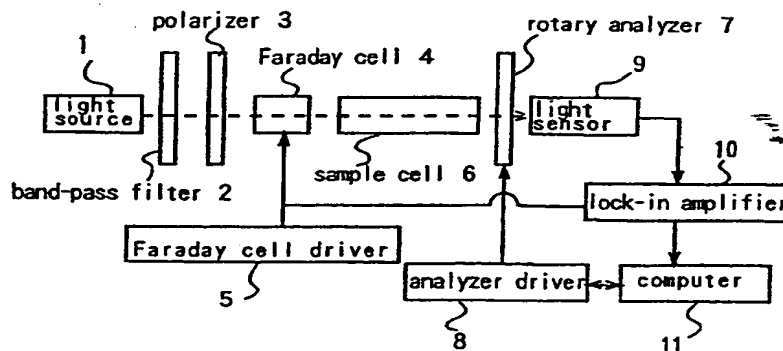 polarizer 3
rotary analyzer 7
1
Faraday cell 4
9
light
source
light
sensor
10
band-pass filter 2
sample cell 6
lock-in amplifier
Faraday cell driver
5
analyzer driver
computer
8
11